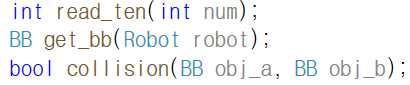 int read_ten(int num);
BB get_bb(Robot robot);
bool collision(BB obj_a, BB obj_b);